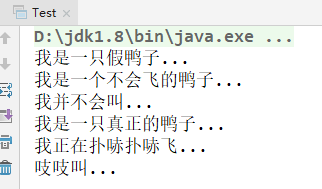 Test
D:\jdk1.8\bin\java.exe ...
我是一只假鸭子...
我是一个不会飞的鸭子...
我并不会叫...
我是一只真正的鸭子...
我正在扑哧扑哧飞...
吱吱叫...